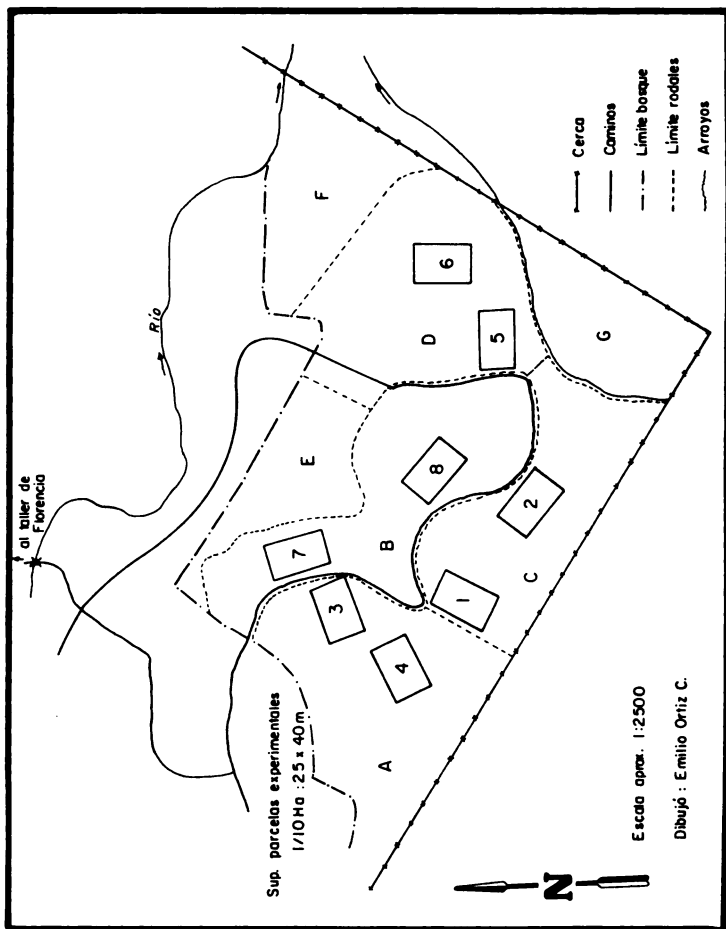 al taller de
Florencia
Río
F
E
D
6
5
G
7
8
B
3
4
1
2
C
A
Sup. parcelas experimentales
1/10 Ha : 25 x 40 m
Cerca
Caminos
Límite bosque
Límite rodales
Arroyos
Escala aprox. 1:2500
Dibujó : Emilio Ortiz C.
N